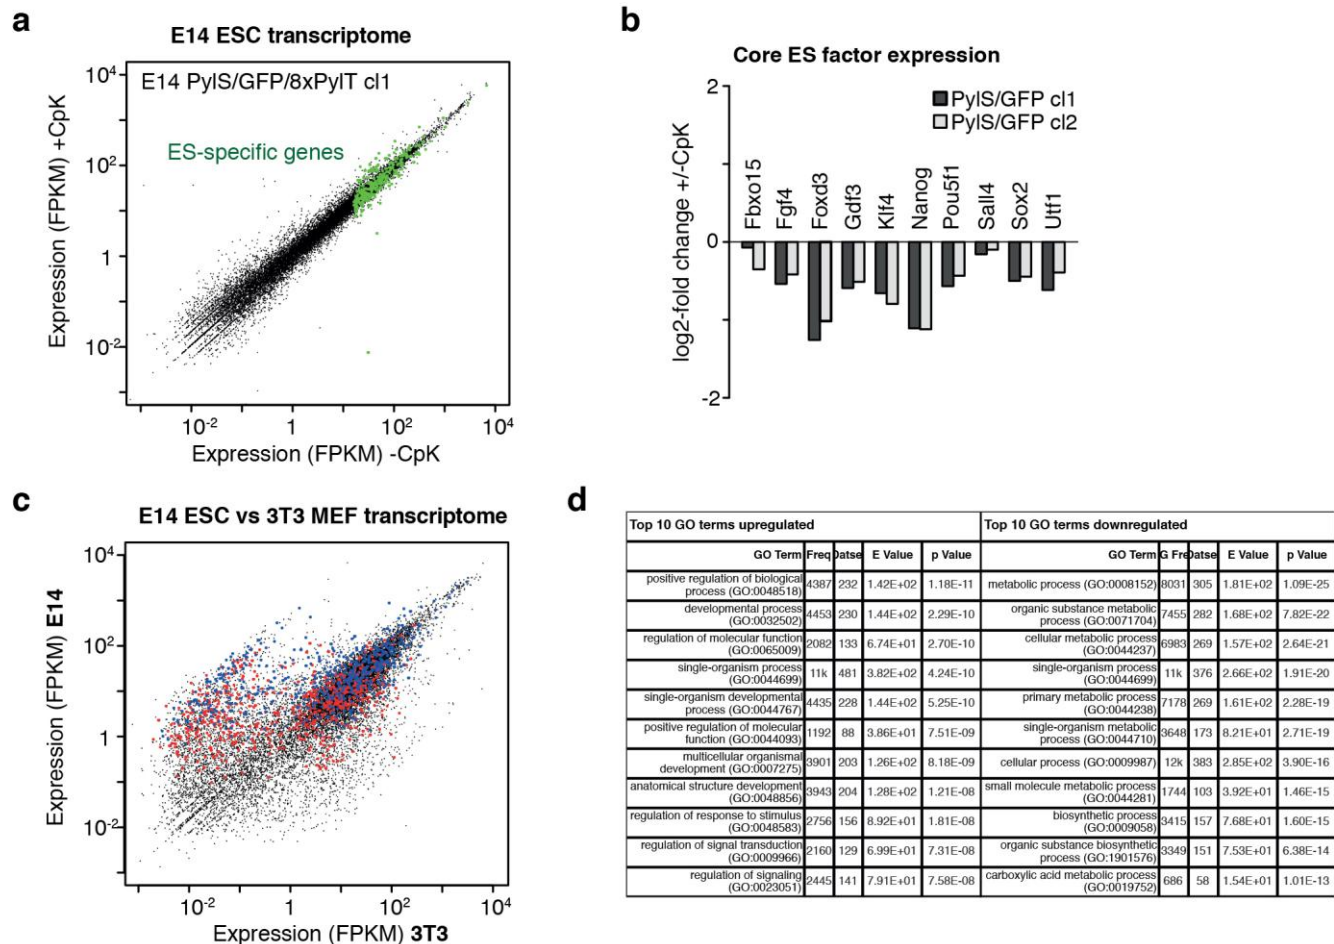 a
E14 ESC transcriptome
E14 PylS/GFP/8xPylT cl1
ES-specific genes
Expression (FPKM) +CpK
10⁴
10²
1
10⁻²
10⁻²
1
10²
10⁴
Expression (FPKM) -CpK
b
Core ES factor expression
PylS/GFP cl1
PylS/GFP cl2
log2-fold change +/-CpK
2
0
-2
Fbxo15
Fgf4
Foxd3
Gdf3
Klf4
Nanog
Pou5f1
Sall4
Sox2
Utf1
c
E14 ESC vs 3T3 MEF transcriptome
Expression (FPKM) E14
10⁴
10²
1
10⁻²
10⁻²
1
10²
10⁴
Expression (FPKM) 3T3
d
Top 10 GO terms upregulated
Top 10 GO terms downregulated
GO Term Freq Datse E Value p Value
GO Term G Fre Datse E Value p Value
positive regulation of biological
process (GO:0048518) 4387 232 1.42E+02 1.18E-11
metabolic process (GO:0008152) 8031 305 1.81E+02 1.09E-25
developmental process
(GO:0032502) 4453 230 1.44E+02 2.29E-10
organic substance metabolic
process (GO:0071704) 7455 282 1.68E+02 7.82E-22
regulation of molecular function
(GO:0065009) 2082 133 6.74E+01 2.70E-10
cellular metabolic process
(GO:0044237) 6983 269 1.57E+02 2.64E-21
single-organism process
(GO:0044699) 11k 481 3.82E+02 4.24E-10
single-organism process
(GO:0044699) 11k 376 2.66E+02 1.91E-20
single-organism developmental
process (GO:0044767) 4435 228 1.44E+02 5.25E-10
primary metabolic process
(GO:0044238) 7178 269 1.61E+02 2.28E-19
positive regulation of molecular
function (GO:0044093) 1192 88 3.86E+01 7.51E-09
single-organism metabolic
process (GO:0044710) 3648 173 8.21E+01 2.71E-19
multicellular organismal
development (GO:0007275) 3901 203 1.26E+02 8.18E-09
cellular process (GO:0009987) 12k 383 2.85E+02 3.90E-16
anatomical structure development
(GO:0048856) 3943 204 1.28E+02 1.21E-08
small molecule metabolic process
(GO:0044281) 1744 103 3.92E+01 1.46E-15
regulation of response to stimulus
(GO:0048583) 2756 156 8.92E+01 1.81E-08
biosynthetic process
(GO:0009058) 3415 157 7.68E+01 1.60E-15
regulation of signal transduction
(GO:0009966) 2160 129 6.99E+01 7.31E-08
organic substance biosynthetic
process (GO:1901576) 3349 151 7.53E+01 6.38E-14
regulation of signaling
(GO:0023051) 2445 141 7.91E+01 7.58E-08
carboxylic acid metabolic process
(GO:0019752) 686 58 1.54E+01 1.01E-13